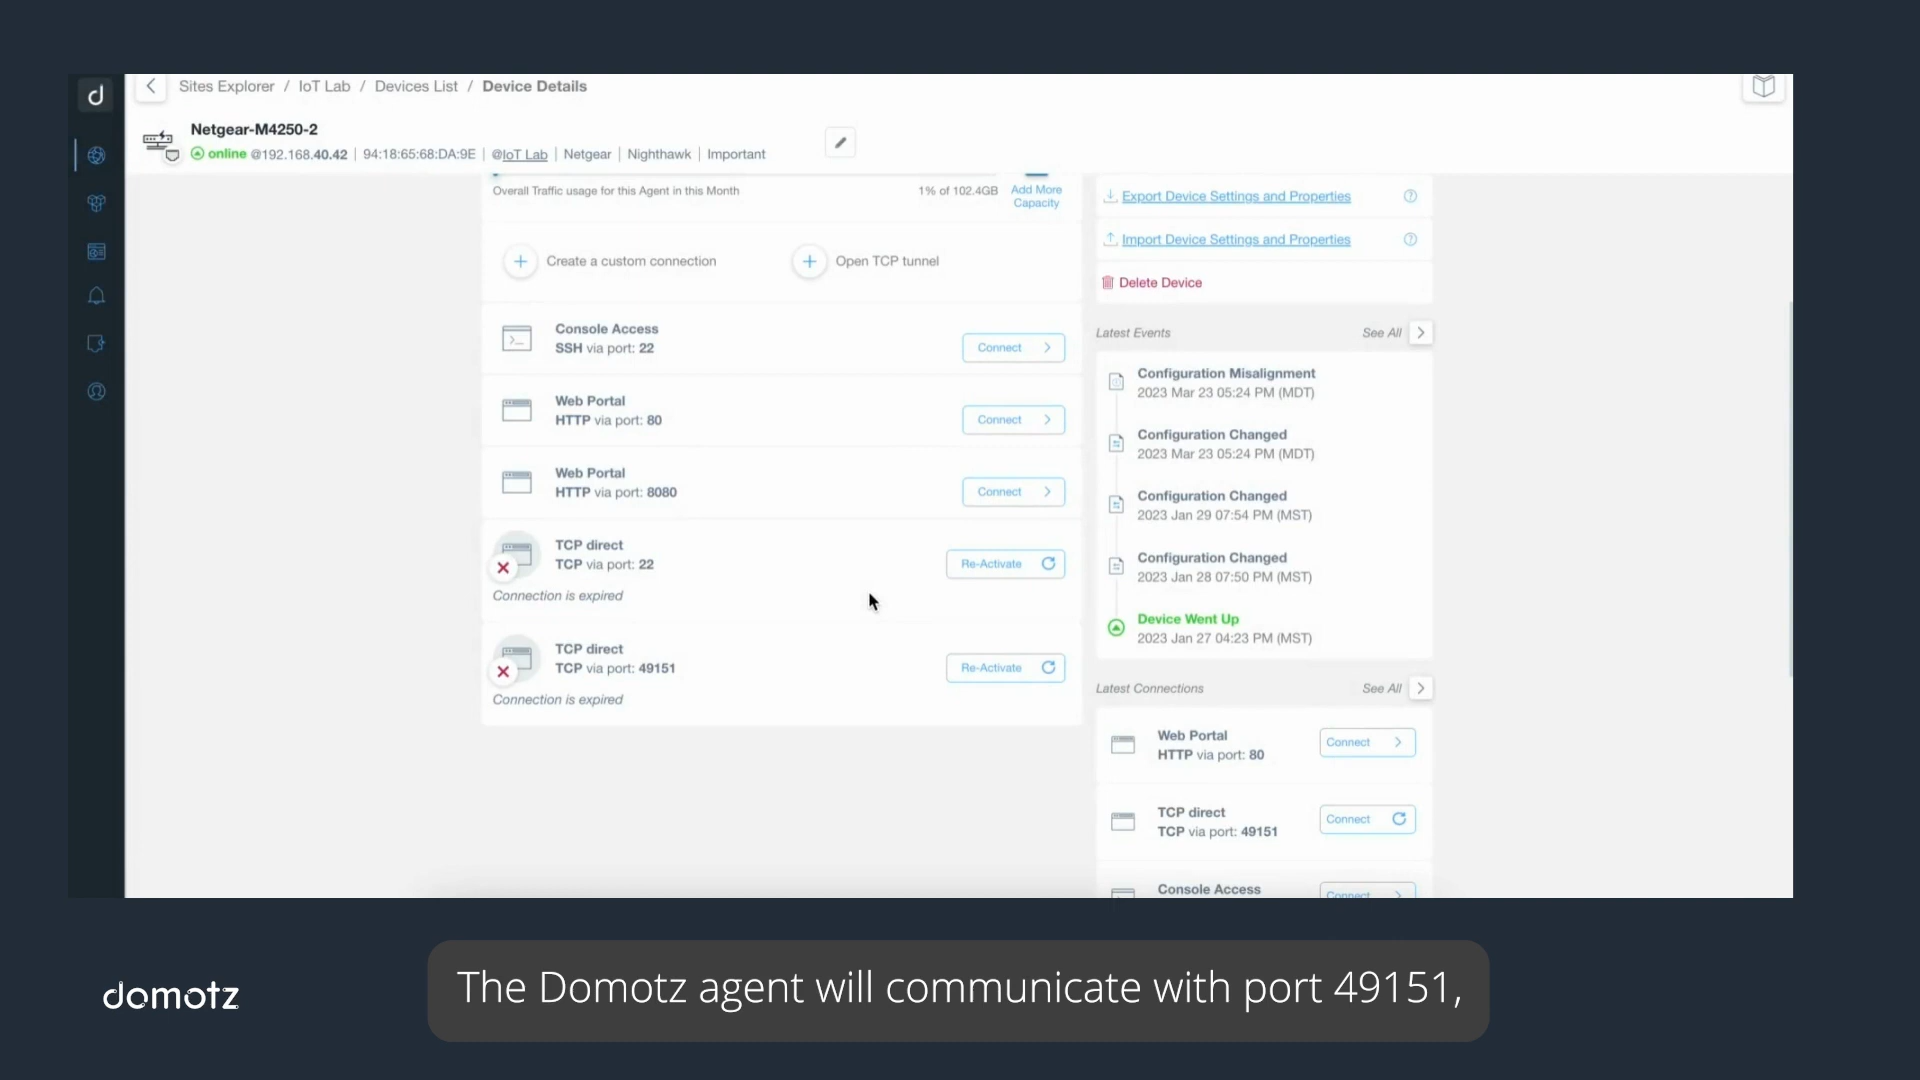 Sites Explorer / IoT Lab / Devices List / Device Details
Netgear-M4250-2
online @192.168.40.42 | 94:18:65:68:DA:9E | @IoT Lab | Netgear | Nighthawk | Important
Overall Traffic usage for this Agent in this Month
1% of 102.4GB
Add More
Capacity
Create a custom connection
Open TCP tunnel
Console Access
SSH via port: 22
Connect
Web Portal
HTTP via port: 80
Connect
Web Portal
HTTP via port: 8080
Connect
TCP direct
TCP via port: 22
Re-Activate
Connection is expired
TCP direct
TCP via port: 49151
Re-Activate
Connection is expired
Export Device Settings and Properties
Import Device Settings and Properties
Delete Device
Latest Events
See All
Configuration Misalignment
2023 Mar 23 05:24 PM (MDT)
Configuration Changed
2023 Mar 23 05:24 PM (MDT)
Configuration Changed
2023 Jan 29 07:54 PM (MST)
Configuration Changed
2023 Jan 28 07:50 PM (MST)
Device Went Up
2023 Jan 27 04:23 PM (MST)
Latest Connections
See All
Web Portal
HTTP via port: 80
Connect
TCP direct
TCP via port: 49151
Connect
Console Access
Connect
domotz
The Domotz agent will communicate with port 49151,